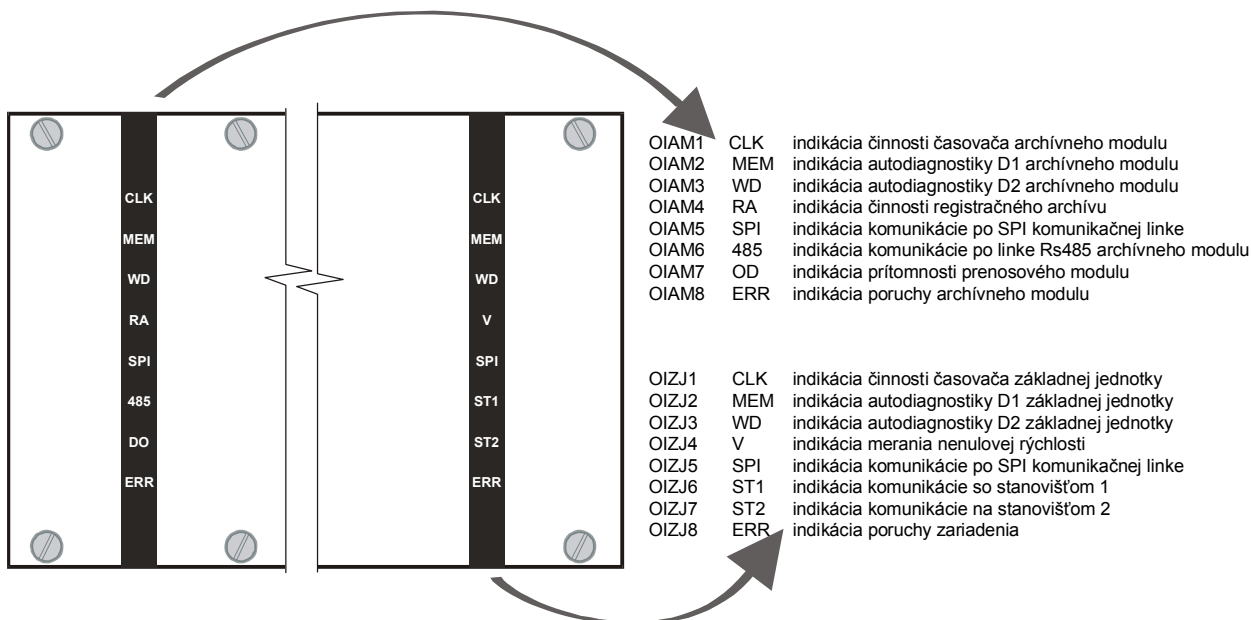 CLK
MEM
WD
RA
SPI
485
DO
ERR
CLK
MEM
WD
V
SPI
ST1
ST2
ERR
OIAM1 CLK indikácia činnosti časovača archívneho modulu
OIAM2 MEM indikácia autodiagnostiky D1 archívneho modulu
OIAM3 WD indikácia autodiagnostiky D2 archívneho modulu
OIAM4 RA indikácia činnosti registračného archívu
OIAM5 SPI indikácia komunikácie po SPI komunikačnej linke
OIAM6 485 indikácia komunikácie po linke Rs485 archívneho modulu
OIAM7 OD indikácia prítomnosti prenosového modulu
OIAM8 ERR indikácia poruchy archívneho modulu
OIZJ1 CLK indikácia činnosti časovača základnej jednotky
OIZJ2 MEM indikácia autodiagnostiky D1 základnej jednotky
OIZJ3 WD indikácia autodiagnostiky D2 základnej jednotky
OIZJ4 V indikácia merania nenulovej rýchlosti
OIZJ5 SPI indikácia komunikácie po SPI komunikačnej linke
OIZJ6 ST1 indikácia komunikácie so stanovišťom 1
OIZJ7 ST2 indikácia komunikácie na stanovišťom 2
OIZJ8 ERR indikácia poruchy zariadenia